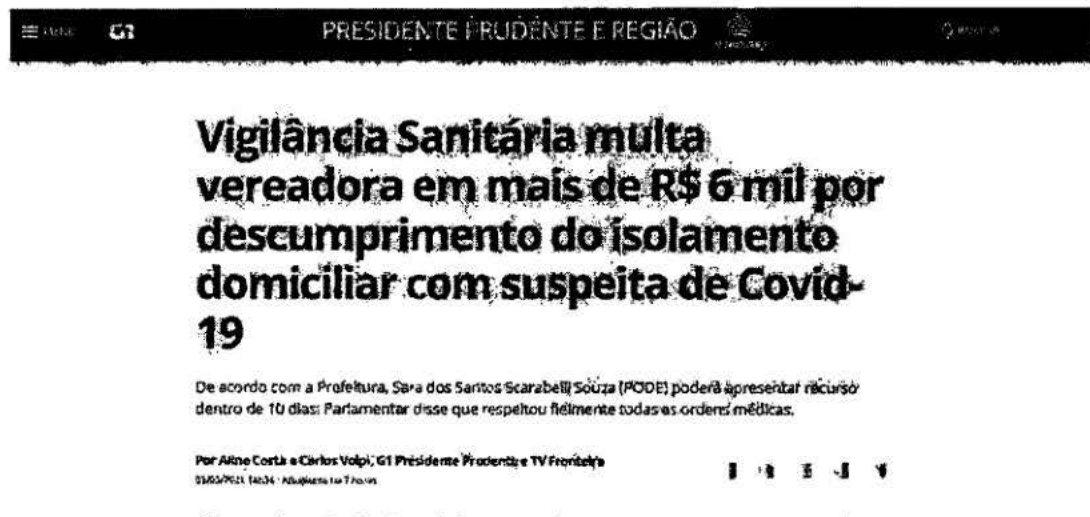 MENU G1 PRESIDENTE PRUDENTE E REGIÃO
Vigilância Sanitária multa
vereadora em mais de R$ 6 mil por
descumprimento do isolamento
domiciliar com suspeita de Covid-
19
De acordo com a Prefeitura, Sara dos Santos Scarabelli Souza (PODE) poderá apresentar recurso
dentro de 10 dias; Parlamentar disse que respeitou fielmente todas as ordens médicas.
Por Aline Costa e Carlos Volpi, G1 Presidente Prudente e TV Fronteira